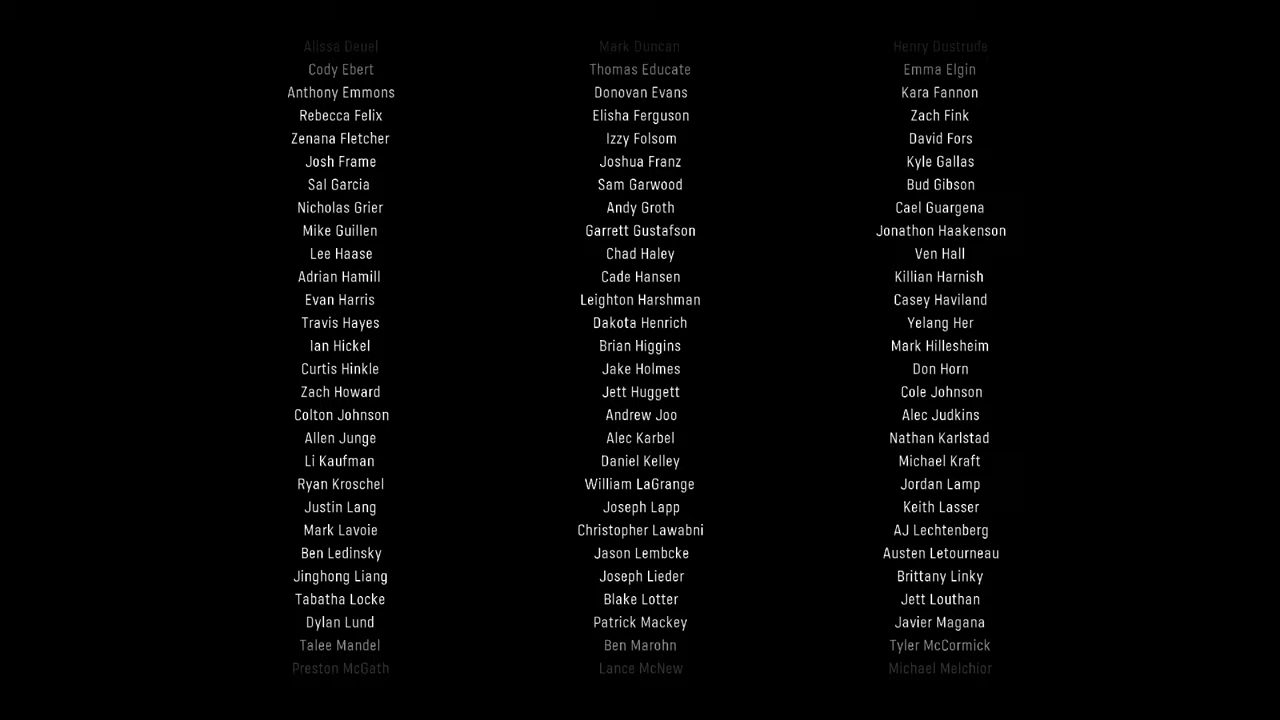 Alissa Deuel Mark Duncan Henry Dustrude
Cody Ebert Thomas Educate Emma Elgin
Anthony Emmons Donovan Evans Kara Fannon
Rebecca Felix Elisha Ferguson Zach Fink
Zenana Fletcher Izzy Folsom David Fors
Josh Frame Joshua Franz Kyle Gallas
Sal Garcia Sam Garwood Bud Gibson
Nicholas Grier Andy Groth Cael Guargena
Mike Guillen Garrett Gustafson Jonathon Haakenson
Lee Haase Chad Haley Ven Hall
Adrian Hamill Cade Hansen Killian Harnish
Evan Harris Leighton Harshman Casey Haviland
Travis Hayes Dakota Henrich Yelang Her
Ian Hickel Brian Higgins Mark Hillesheim
Curtis Hinkle Jake Holmes Don Horn
Zach Howard Jett Huggett Cole Johnson
Colton Johnson Andrew Joo Alec Judkins
Allen Junge Alec Karbel Nathan Karlstad
Li Kaufman Daniel Kelley Michael Kraft
Ryan Kroschel William LaGrange Jordan Lamp
Justin Lang Joseph Lapp Keith Lasser
Mark Lavoie Christopher Lawabni AJ Lechtenberg
Ben Ledinsky Jason Lembcke Austen Letourneau
Jinghong Liang Joseph Lieder Brittany Linky
Tabatha Locke Blake Lotter Jett Louthan
Dylan Lund Patrick Mackey Javier Magana
Talee Mandel Ben Marohn Tyler McCormick
Preston McGath Lance McNew Michael Melchior